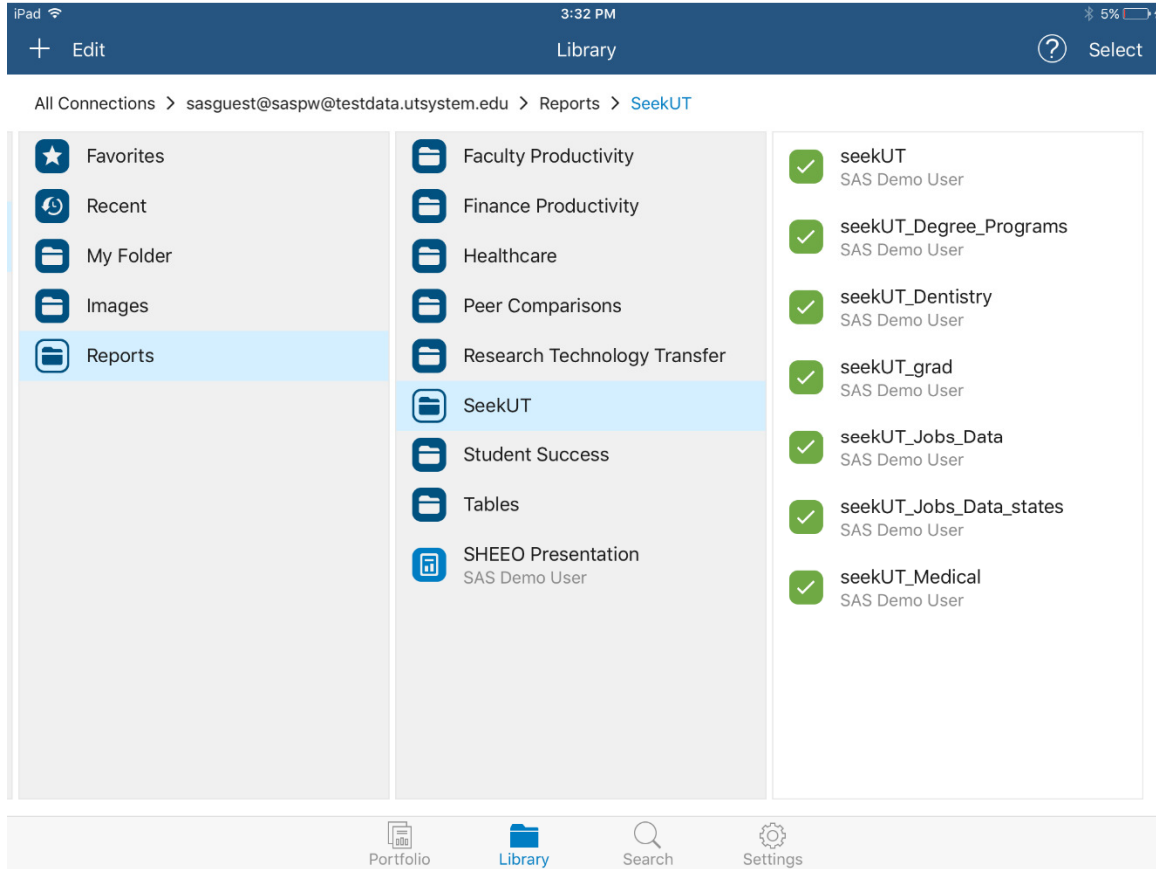 iPad 3:32 PM 5%
Edit Library ? Select
All Connections > sasguest@saspw@testdata.utsystem.edu > Reports > SeekUT
Favorites
Recent
My Folder
Images
Reports
Faculty Productivity
Finance Productivity
Healthcare
Peer Comparisons
Research Technology Transfer
SeekUT
Student Success
Tables
SHEEO Presentation
SAS Demo User
seekUT
SAS Demo User
seekUT_Degree_Programs
SAS Demo User
seekUT_Dentistry
SAS Demo User
seekUT_grad
SAS Demo User
seekUT_Jobs_Data
SAS Demo User
seekUT_Jobs_Data_states
SAS Demo User
seekUT_Medical
SAS Demo User
Portfolio Library Search Settings